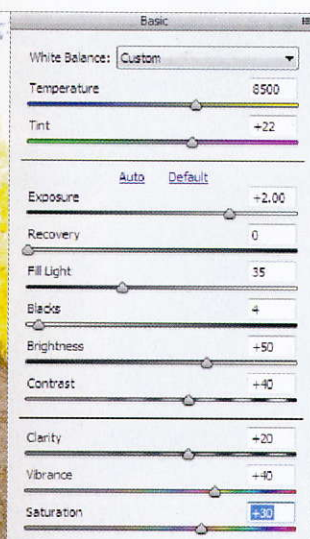 Basic
White Balance: Custom
Temperature 8500
Tint +22
Auto Default
Exposure +2.00
Recovery 0
Fill Light 35
Blacks 4
Brightness +50
Contrast +40
Clarity +20
Vibrance +40
Saturation +30